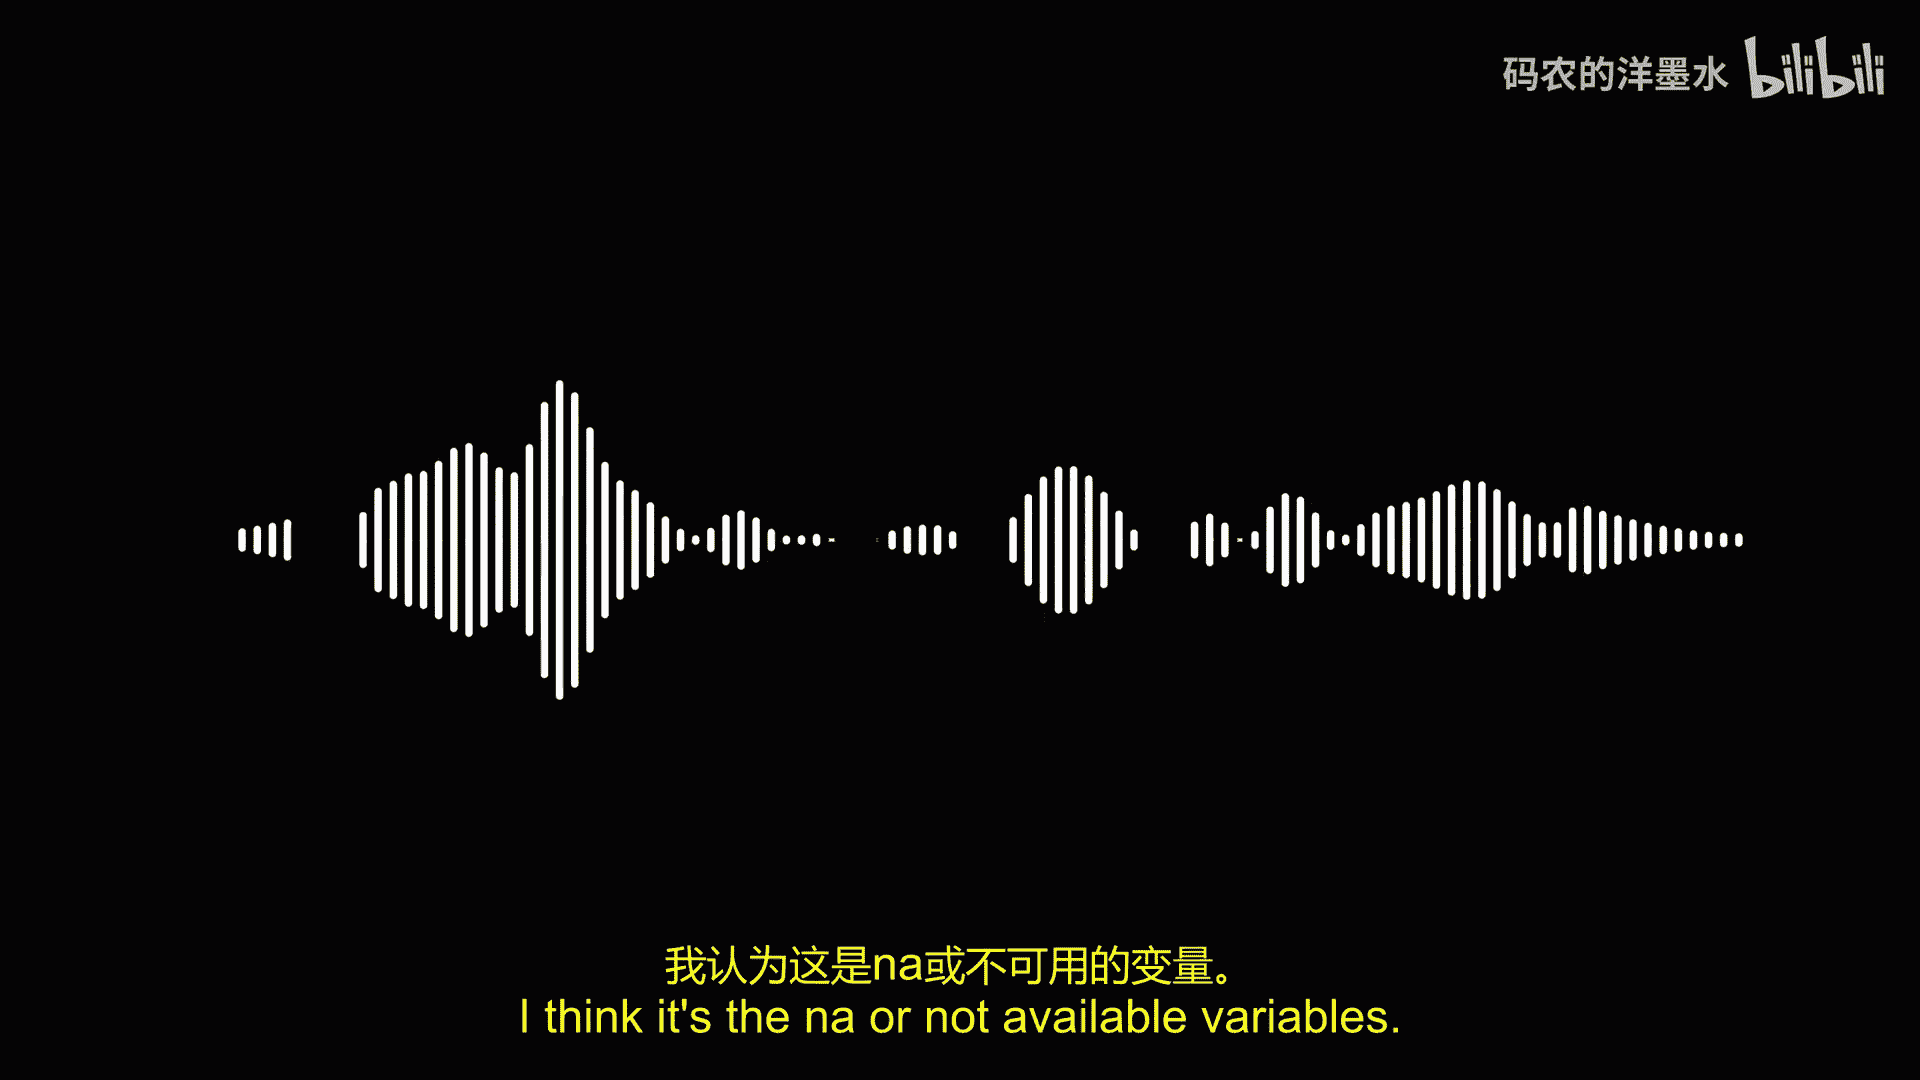 码农的洋墨水 bilibili
我认为这是na或不可用的变量。
I think it's the na or not available variables.